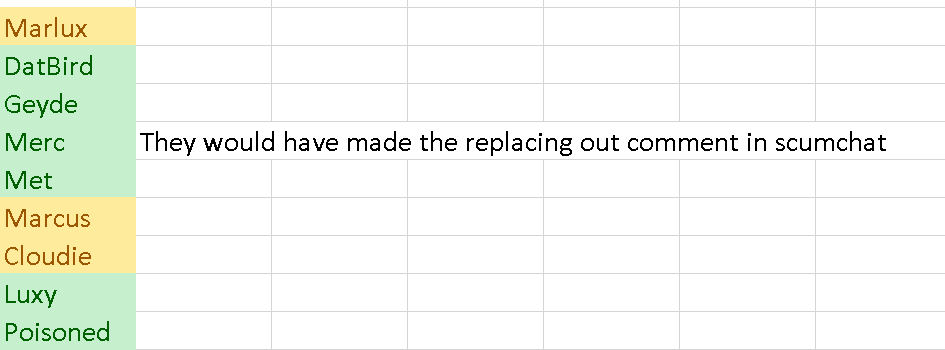 Marlux
DatBird
Geyde
Merc They would have made the replacing out comment in scumchat
Met
Marcus
Cloudie
Luxy
Poisoned